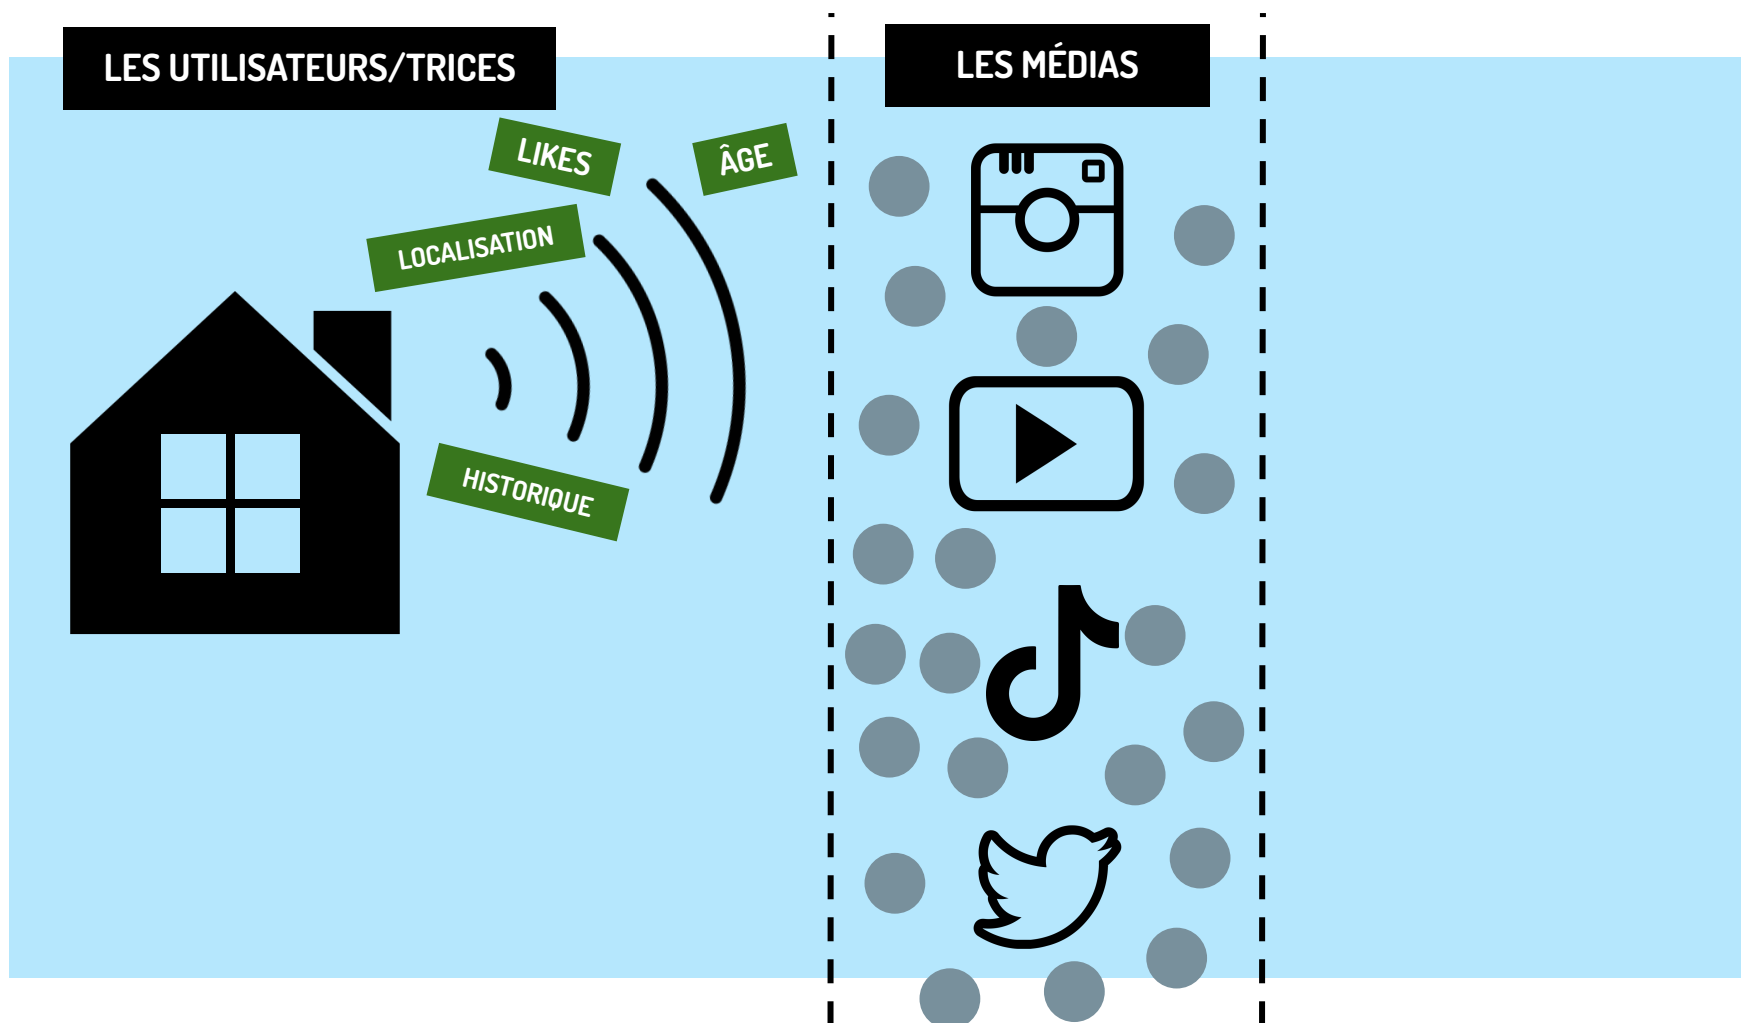 LES UTILISATEURS/TRICES
LES MÉDIAS
LIKES
ÂGE
LOCALISATION
HISTORIQUE